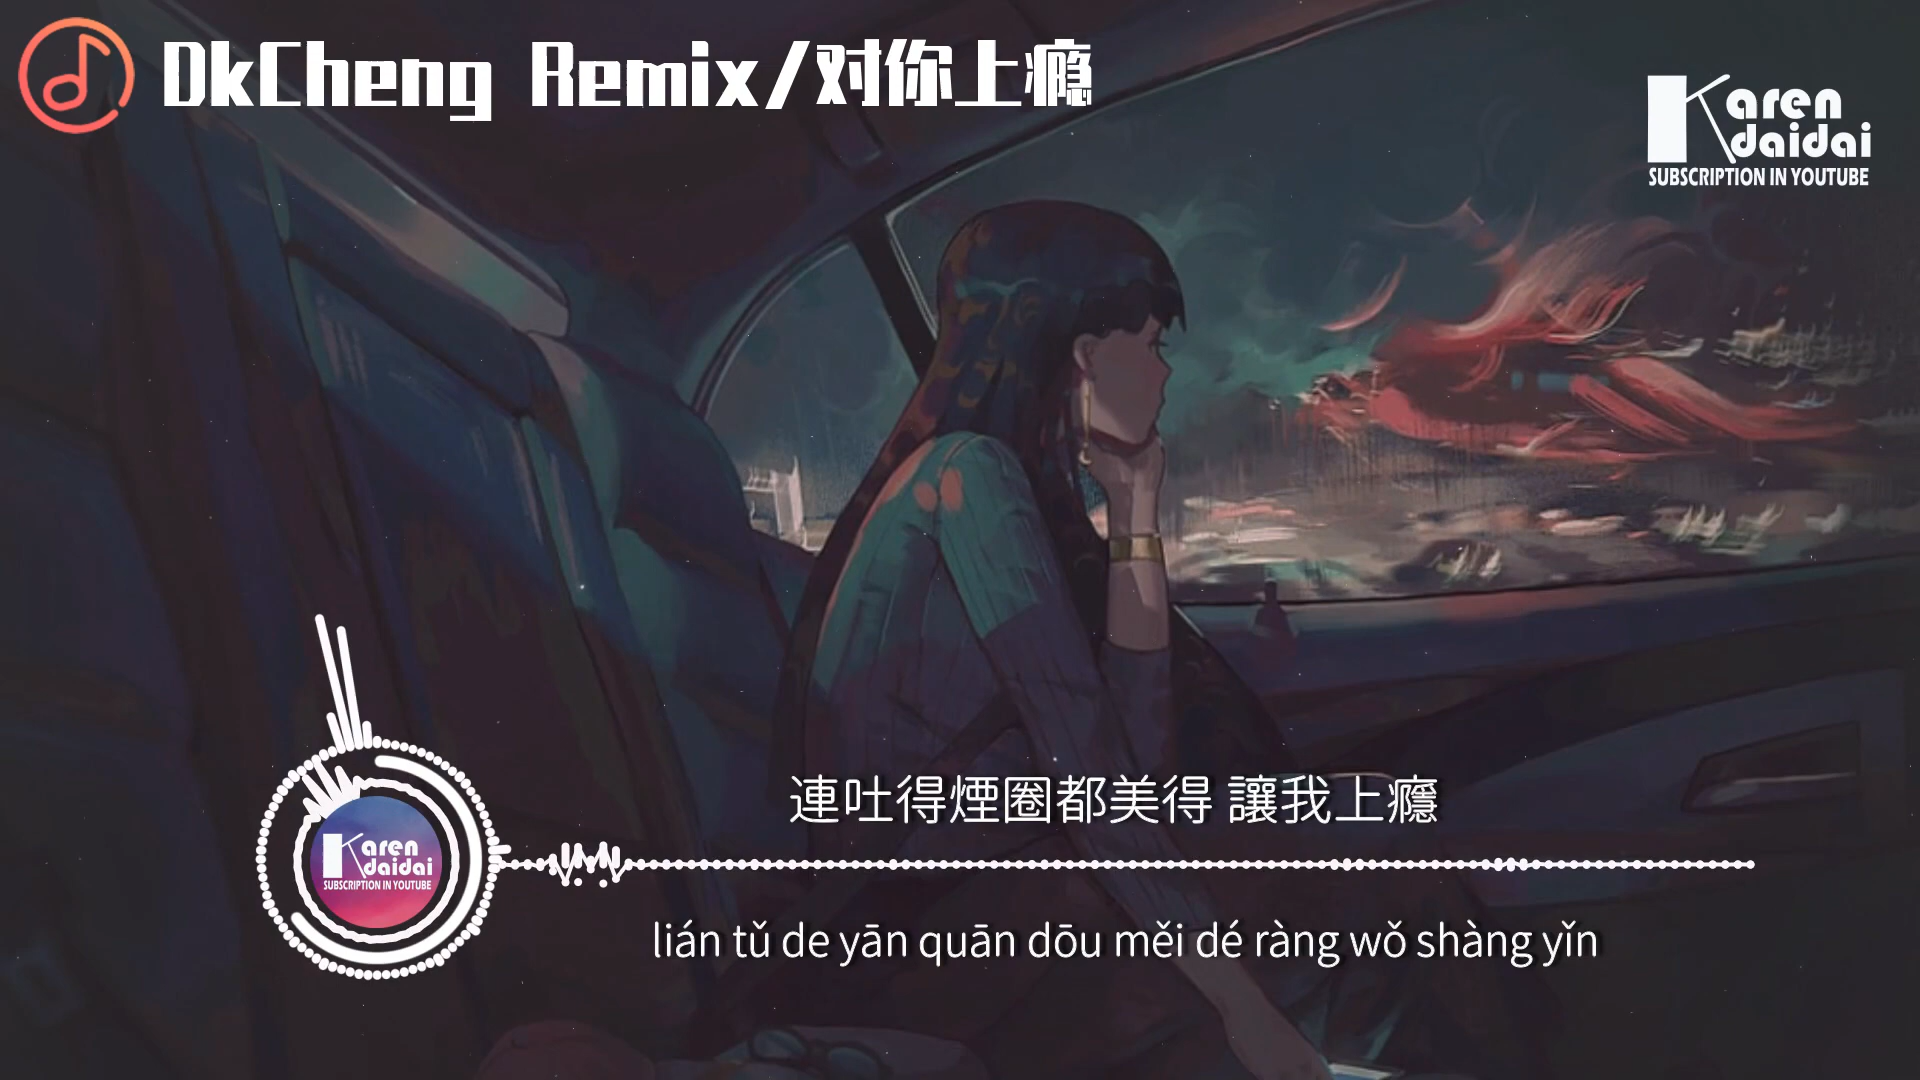 DkCheng Remix/对你上瘾
Karen
daidai
SUBSCRIPTION IN YOUTUBE
連吐得煙圈都美得 讓我上癮
Karen
daidai
SUBSCRIPTION IN YOUTUBE
lián tǔ de yān quān dōu měi dé ràng wǒ shàng yǐn